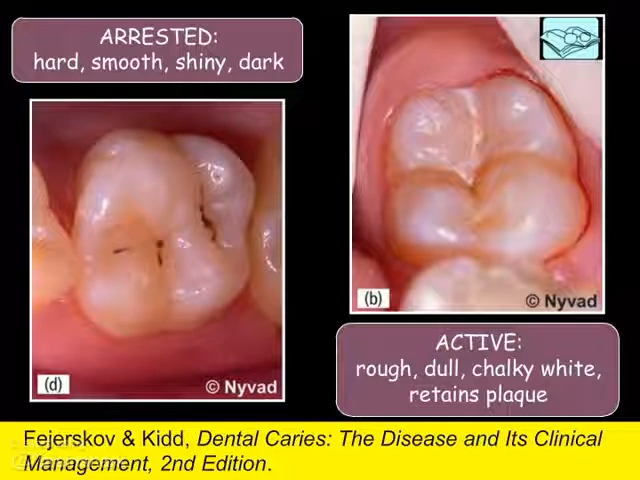 ARRESTED:
hard, smooth, shiny, dark
(d)
© Nyvad
(b)
© Nyvad
ACTIVE:
rough, dull, chalky white,
retains plaque
Fejerskov & Kidd, Dental Caries: The Disease and Its Clinical
Management, 2nd Edition.